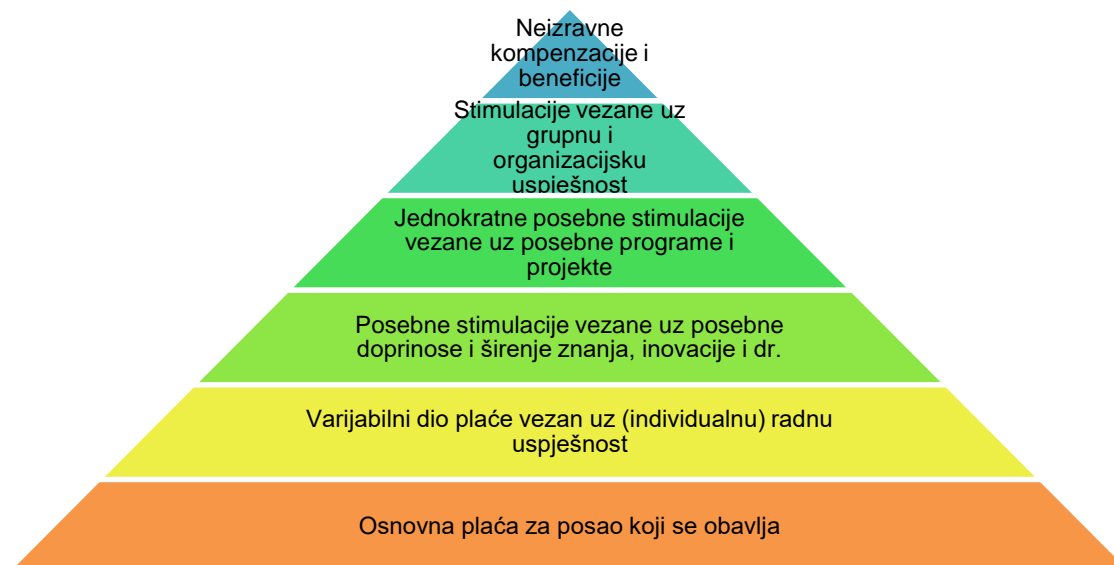 Neizravne
kompenzacije i
beneficije
Stimulacije vezane uz
grupnu i
organizacijsku
uspješnost
Jednokratne posebne stimulacije
vezane uz posebne programe i
projekte
Posebne stimulacije vezane uz posebne
doprinose i širenje znanja, inovacije i dr.
Varijabilni dio plaće vezan uz (individualnu) radnu
uspješnost
Osnovna plaća za posao koji se obavlja